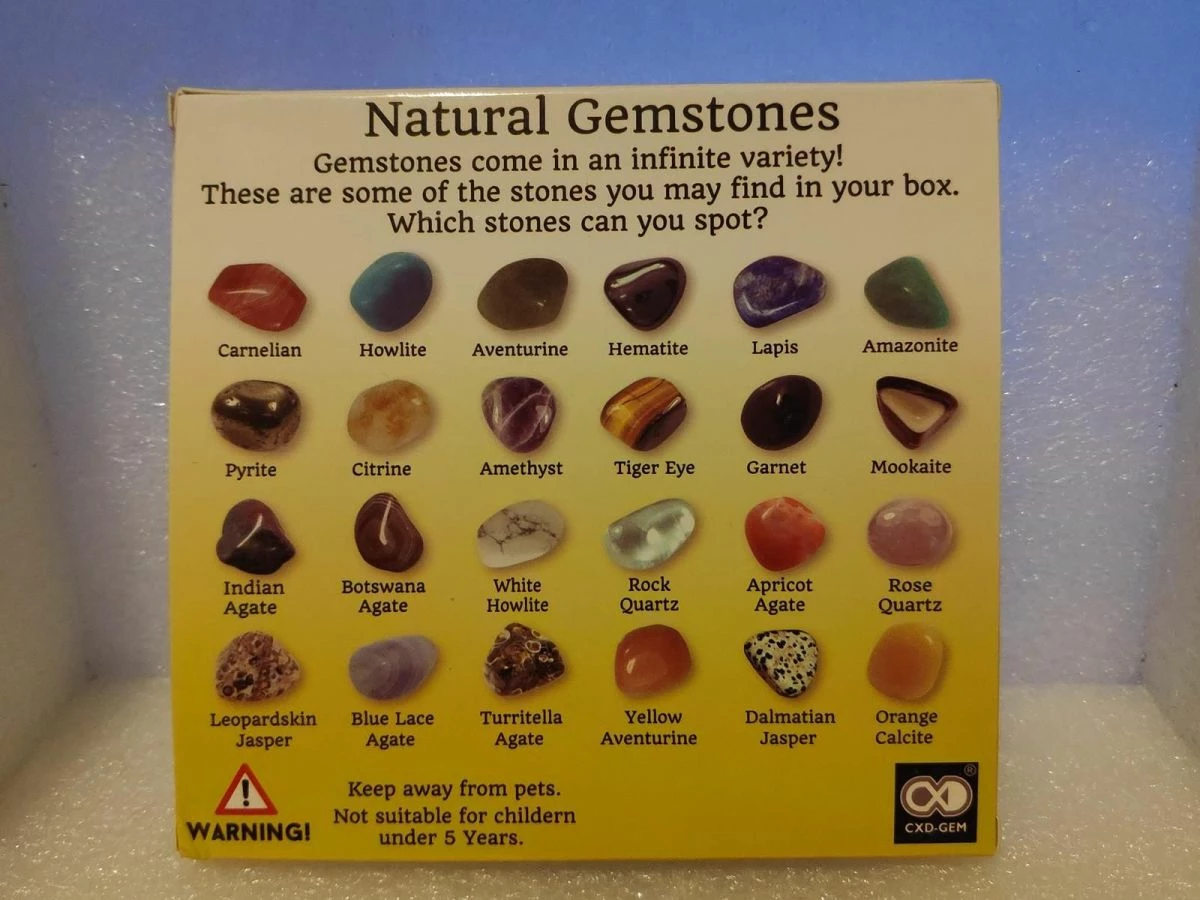 Natural Gemstones
Gemstones come in an infinite variety!
These are some of the stones you may find in your box.
Which stones can you spot?
Carnelian
Howlite
Aventurine
Hematite
Lapis
Amazonite
Pyrite
Citrine
Amethyst
Tiger Eye
Garnet
Mookaite
Indian
Agate
Botswana
Agate
White
Howlite
Rock
Quartz
Apricot
Agate
Rose
Quartz
Leopardskin
Jasper
Blue Lace
Agate
Turritella
Agate
Yellow
Aventurine
Dalmatian
Jasper
Orange
Calcite
!
WARNING!
Keep away from pets.
Not suitable for childern
under 5 Years.
®
CXD-GEM